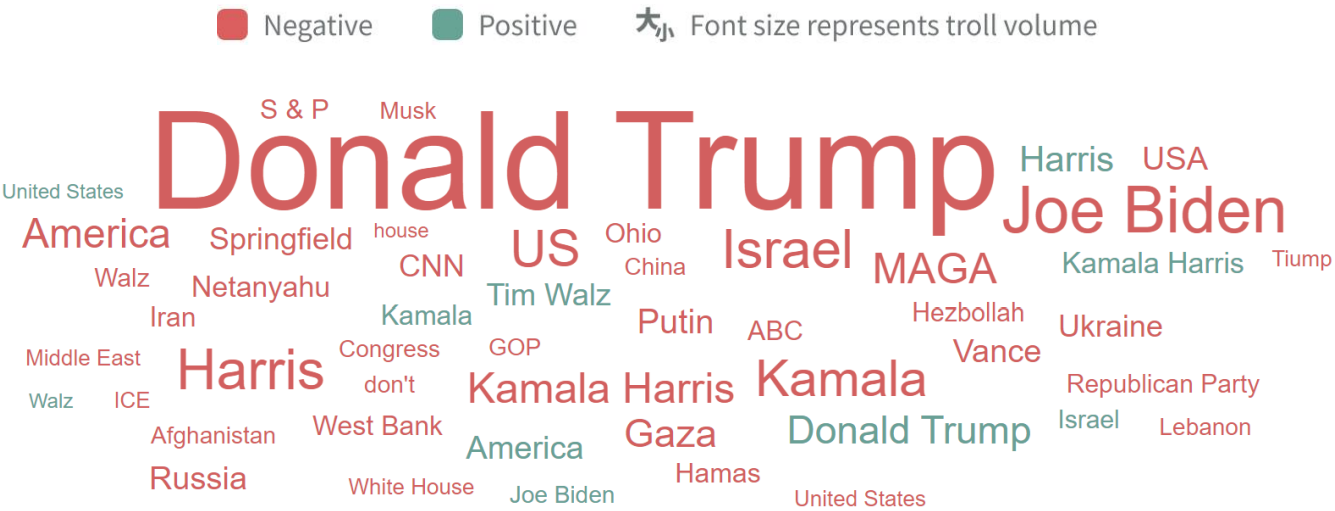 Negative Positive 大小 Font size represents troll volume
S & P Musk
Donald Trump
Harris USA
United States
Joe Biden
America Springfield house US Ohio Israel
CNN China MAGA Kamala Harris Tiump
Walz Netanyahu Tim Walz
Iran Kamala Putin ABC Hezbollah Ukraine
Middle East Congress GOP Vance
Harris don't Kamala Harris Kamala Republican Party
Walz ICE
Afghanistan West Bank America Gaza Donald Trump Israel Lebanon
Russia White House Joe Biden Hamas United States